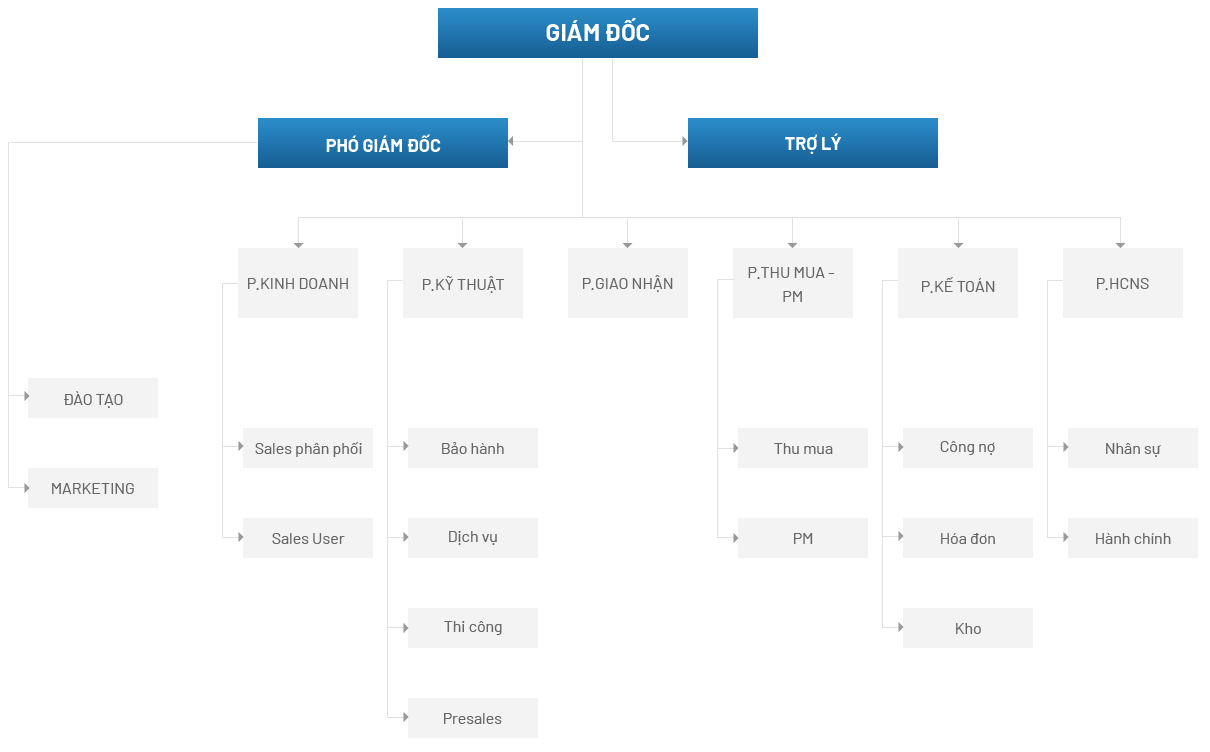 GIÁM ĐỐC
PHÓ GIÁM ĐỐC
TRỢ LÝ
P.KINH DOANH
P.KỸ THUẬT
P.GIAO NHẬN
P.THU MUA -
PM
P.KẾ TOÁN
P.HCNS
ĐÀO TẠO
MARKETING
Sales phân phối
Sales User
Bảo hành
Dịch vụ
Thi công
Presales
Thu mua
PM
Công nợ
Hóa đơn
Kho
Nhân sự
Hành chính